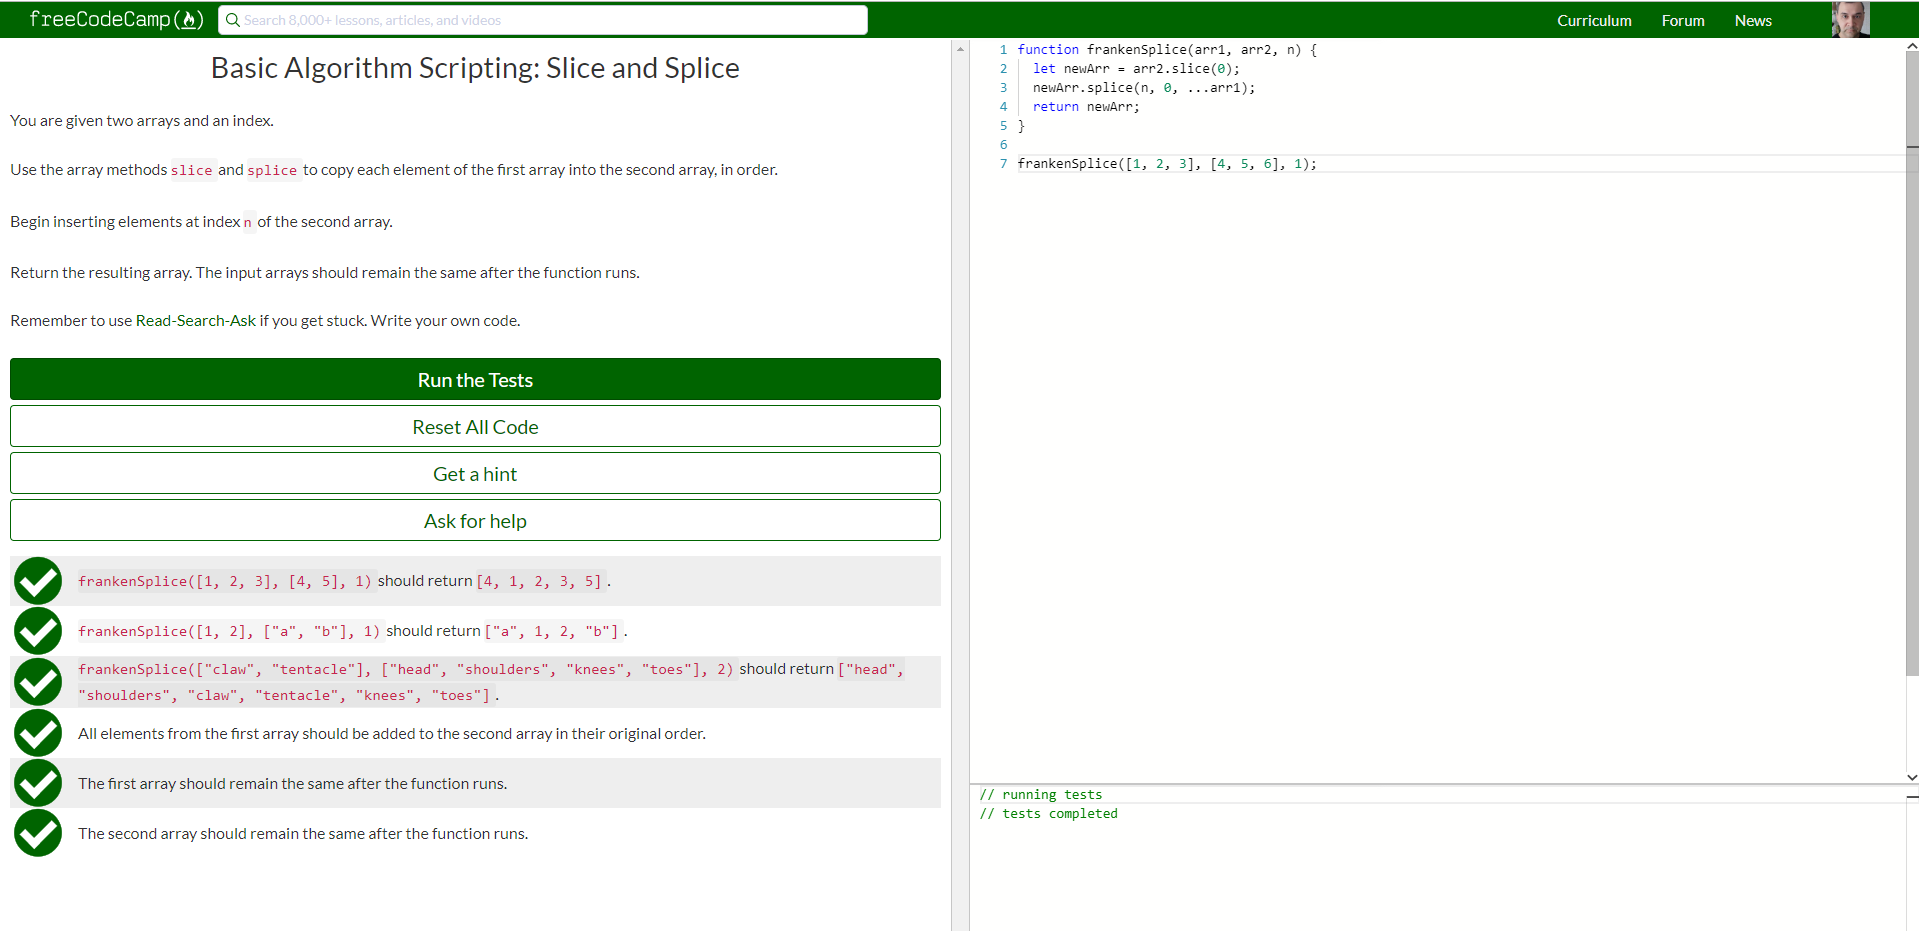 freeCodeCamp
Search 8,000+ lessons, articles, and videos
Curriculum
Forum
News
Basic Algorithm Scripting: Slice and Splice
You are given two arrays and an index.
Use the array methods slice and splice to copy each element of the first array into the second array, in order.
Begin inserting elements at index n of the second array.
Return the resulting array. The input arrays should remain the same after the function runs.
Remember to use Read-Search-Ask if you get stuck. Write your own code.
Run the Tests
Reset All Code
Get a hint
Ask for help
frankenSplice([1, 2, 3], [4, 5], 1) should return [4, 1, 2, 3, 5].
frankenSplice([1, 2], ["a", "b"], 1) should return ["a", 1, 2, "b"].
frankenSplice(["claw", "tentacle"], ["head", "shoulders", "knees", "toes"], 2) should return ["head",
"shoulders", "claw", "tentacle", "knees", "toes"].
All elements from the first array should be added to the second array in their original order.
The first array should remain the same after the function runs.
The second array should remain the same after the function runs.
1 function frankenSplice(arr1, arr2, n) {
2 let newArr = arr2.slice(0);
3 newArr.splice(n, 0, ...arr1);
4 return newArr;
5 }
6
7 frankenSplice([1, 2, 3], [4, 5, 6], 1);
// running tests
// tests completed